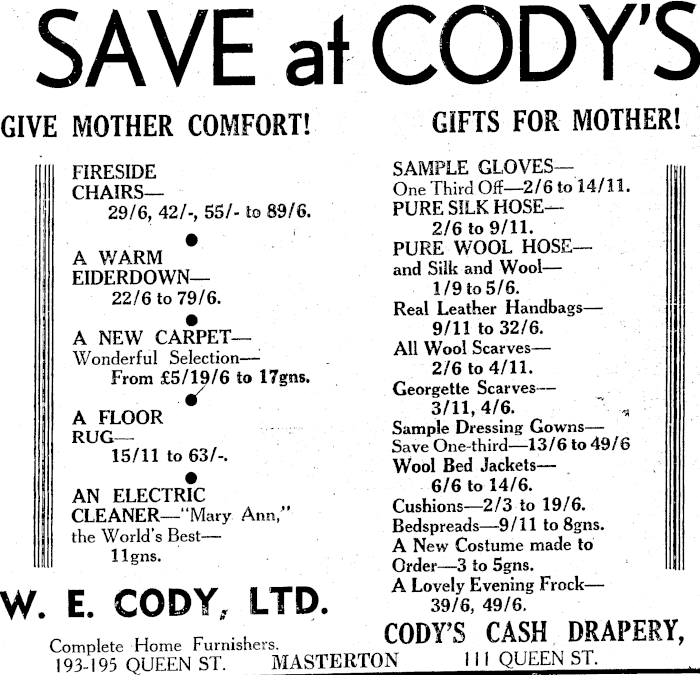 SAVE at CODY'S
GIVE MOTHER COMFORT!
FIRESIDE
CHAIRS—
29/6, 42/-, 55/- to 89/6.
A WARM
EIDERDOWN—
22/6 to 79/6.
A NEW CARPET—
Wonderful Selection—
From £5/19/6 to 17gns.
A FLOOR
RUG—
15/11 to 63/-.
AN ELECTRIC
CLEANER—"Mary Ann,"
the World's Best—
11gns.
W. E. CODY, LTD.
Complete Home Furnishers.
193-195 QUEEN ST.
GIFTS FOR MOTHER!
SAMPLE GLOVES—
One Third Off—2/6 to 14/11.
PURE SILK HOSE—
2/6 to 9/11.
PURE WOOL HOSE—
and Silk and Wool—
1/9 to 5/6.
Real Leather Handbags—
9/11 to 32/6.
All Wool Scarves—
2/6 to 4/11.
Georgette Scarves—
3/11, 4/6.
Sample Dressing Gowns—
Save One-third—13/6 to 49/6
Wool Bed Jackets—
6/6 to 14/6.
Cushions—2/3 to 19/6.
Bedspreads—9/11 to 8gns.
A New Costume made to
Order—3 to 5gns.
A Lovely Evening Frock—
39/6, 49/6.
CODY'S CASH DRAPERY,
MASTERTON
111 QUEEN ST.